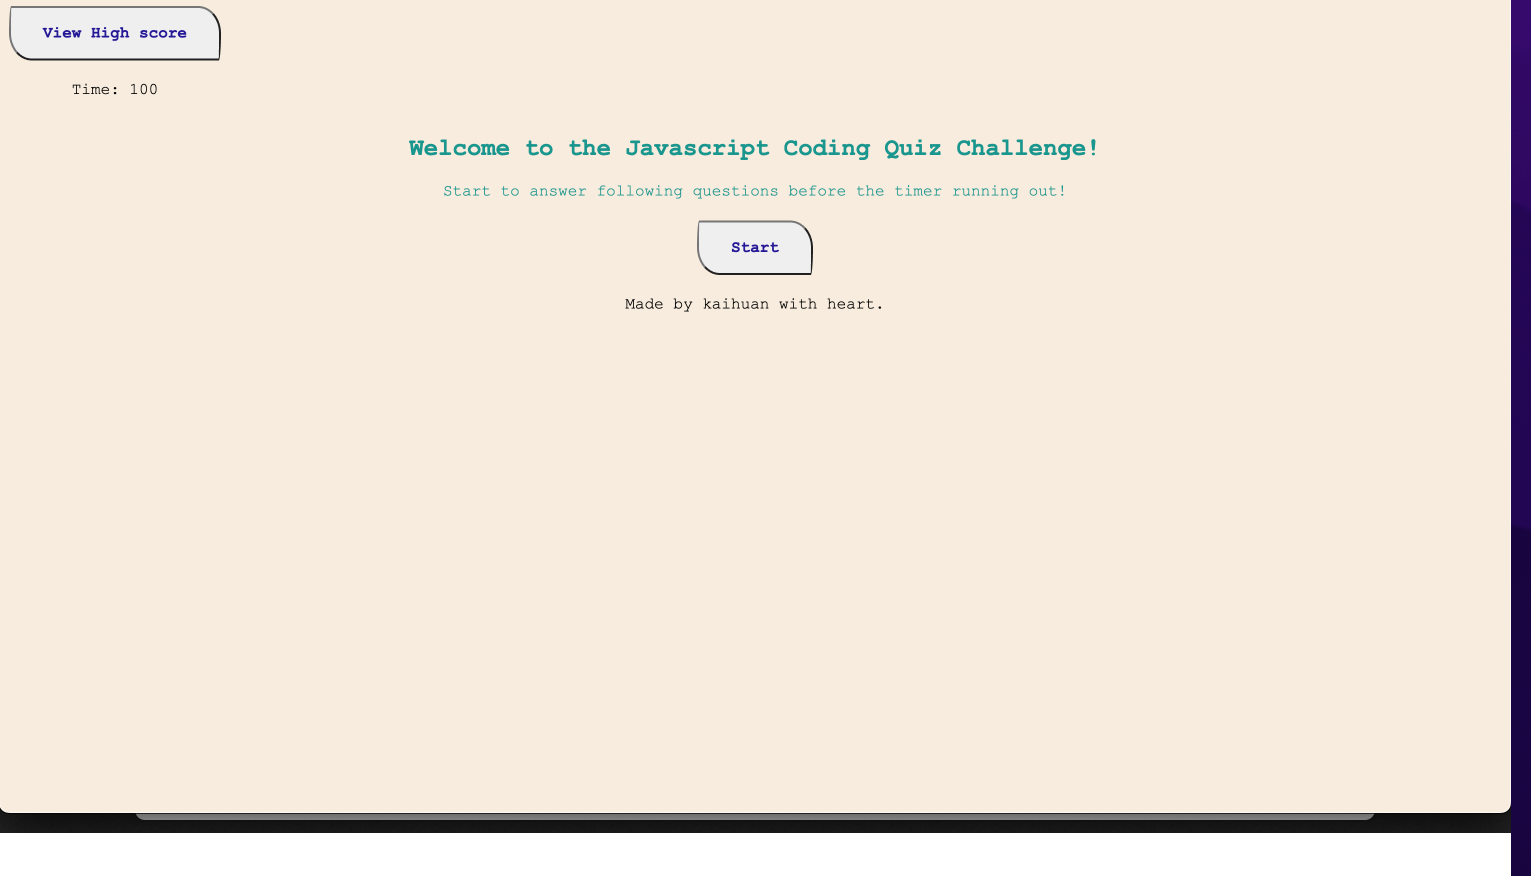 View High score
Time: 100
Welcome to the Javascript Coding Quiz Challenge!
Start to answer following questions before the timer running out!
Start
Made by kaihuan with heart.